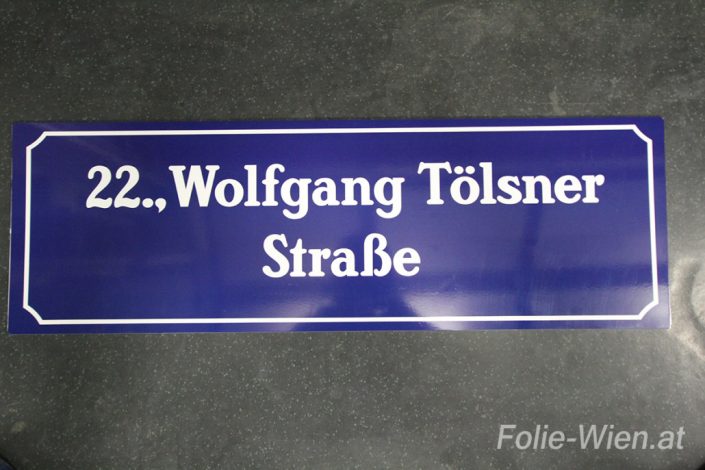 22., Wolfgang Tölsner
Straße
Folie-Wien.at